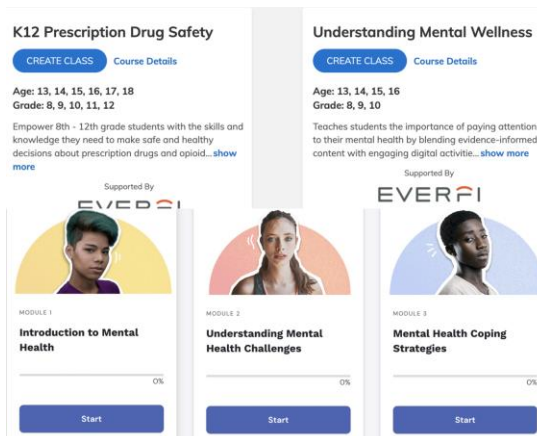 K12 Prescription Drug Safety
CREATE CLASS Course Details
Age: 13, 14, 15, 16, 17, 18
Grade: 8, 9, 10, 11, 12
Empower 8th - 12th grade students with the skills and
knowledge they need to make safe and healthy
decisions about prescription drugs and opioid... show
more
Supported By
EVERFI
Understanding Mental Wellness
CREATE CLASS Course Details
Age: 13, 14, 15, 16
Grade: 8, 9, 10
Teaches students the importance of paying attention
to their mental health by blending evidence-informed
content with engaging digital activitie... show more
Supported By
EVERFI
MODULE 1
Introduction to Mental
Health
0%
Start
MODULE 2
Understanding Mental
Health Challenges
0%
Start
MODULE 3
Mental Health Coping
Strategies
0%
Start